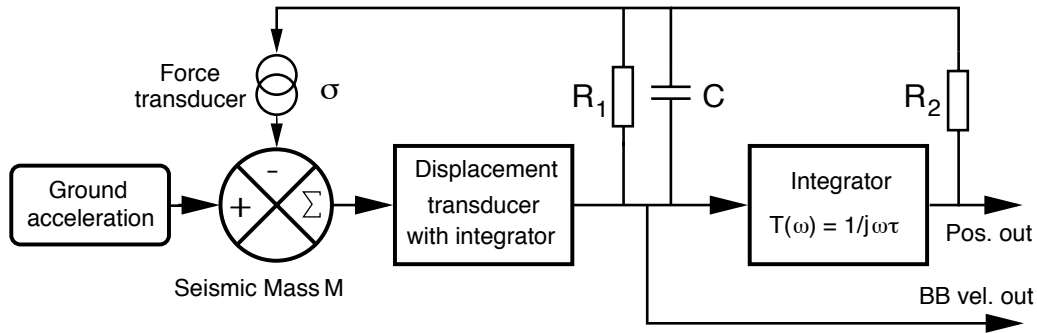 Force
transducer
σ
R1
C
R2
Ground
acceleration
-
+
Σ
Displacement
transducer
with integrator
Integrator
T(ω) = 1/jωτ
Pos. out
Seismic Mass M
BB vel. out